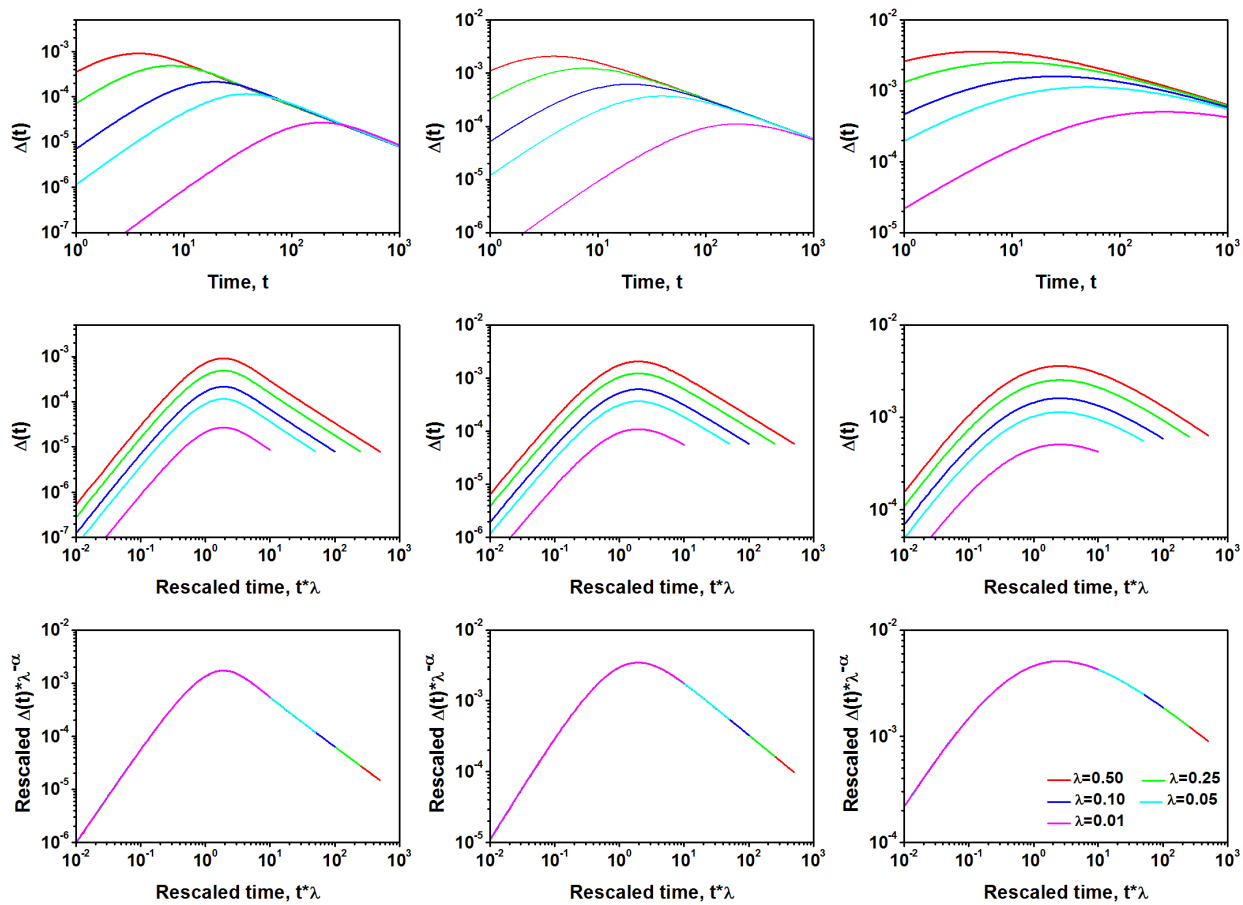 10⁻³ 10⁻⁴ 10⁻⁵ 10⁻⁶ 10⁻⁷
Δ(t)
10⁰ 10¹ 10² 10³
Time, t
10⁻² 10⁻³ 10⁻⁴ 10⁻⁵ 10⁻⁶
Δ(t)
10⁰ 10¹ 10² 10³
Time, t
10⁻² 10⁻³ 10⁻⁴ 10⁻⁵
Δ(t)
10⁰ 10¹ 10² 10³
Time, t
10⁻³ 10⁻⁴ 10⁻⁵ 10⁻⁶ 10⁻⁷
Δ(t)
10⁻² 10⁻¹ 10⁰ 10¹ 10² 10³
Rescaled time, t*λ
10⁻² 10⁻³ 10⁻⁴ 10⁻⁵ 10⁻⁶
Δ(t)
10⁻² 10⁻¹ 10⁰ 10¹ 10² 10³
Rescaled time, t*λ
10⁻² 10⁻³ 10⁻⁴
Δ(t)
10⁻² 10⁻¹ 10⁰ 10¹ 10² 10³
Rescaled time, t*λ
10⁻² 10⁻³ 10⁻⁴ 10⁻⁵ 10⁻⁶
Rescaled Δ(t)*λ⁻ᵅ
10⁻² 10⁻¹ 10⁰ 10¹ 10² 10³
Rescaled time, t*λ
10⁻² 10⁻³ 10⁻⁴ 10⁻⁵
Rescaled Δ(t)*λ⁻ᵅ
10⁻² 10⁻¹ 10⁰ 10¹ 10² 10³
Rescaled time, t*λ
10⁻² 10⁻³ 10⁻⁴
Rescaled Δ(t)*λ⁻ᵅ
λ=0.50 λ=0.25
λ=0.10 λ=0.05
λ=0.01
10⁻² 10⁻¹ 10⁰ 10¹ 10² 10³
Rescaled time, t*λ